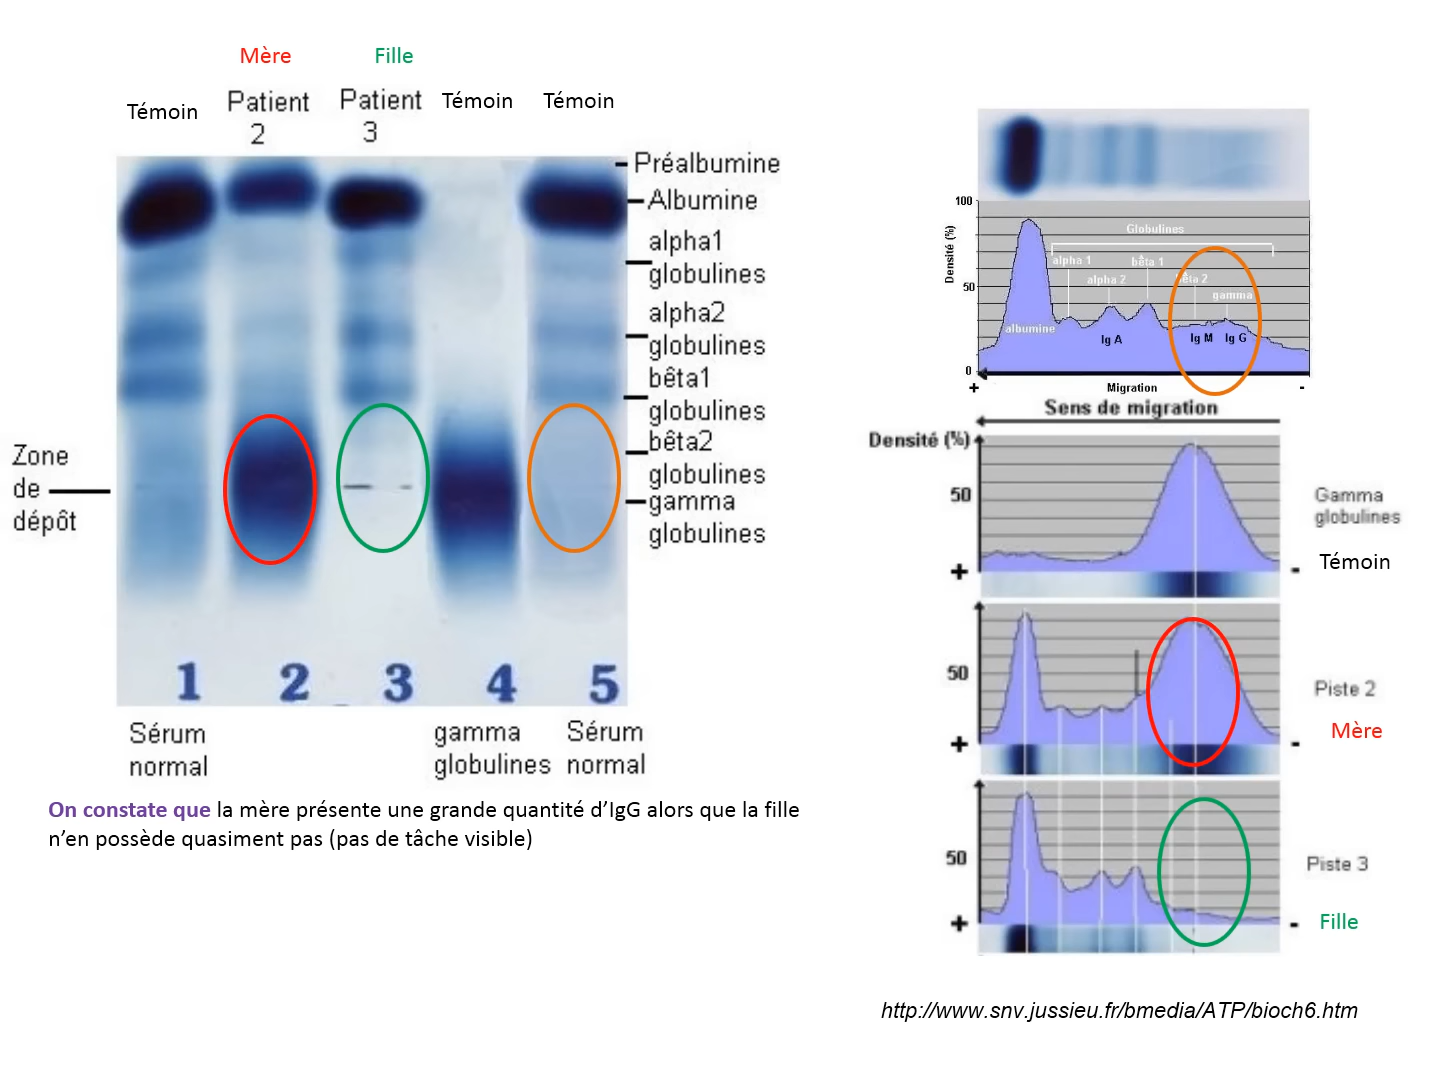 Mère
Fille
Témoin
Patient
2
Patient
3
Témoin
Témoin
Préalbumine
Albumine
alpha1
globulines
alpha2
globulines
bêta1
globulines
bêta2
globulines
gamma
globulines
Zone
de
dépôt
1 2 3 4 5
Sérum
normal
gamma
globulines
Sérum
normal
On constate que la mère présente une grande quantité d'IgG alors que la fille
n'en possède quasiment pas (pas de tâche visible)
100
Densité (%)
50
0
Globulines
alpha 1
bêta 1
alpha 2
bêta 2
gamma
albumine
Ig A
Ig M
Ig G
+
Migration
-
Sens de migration
Densité (%)
50
Gamma
globulines
Témoin
+
-
50
Piste 2
Mère
+
-
50
Piste 3
Fille
+
-
http://www.snv.jussieu.fr/bmedia/ATP/bioch6.htm